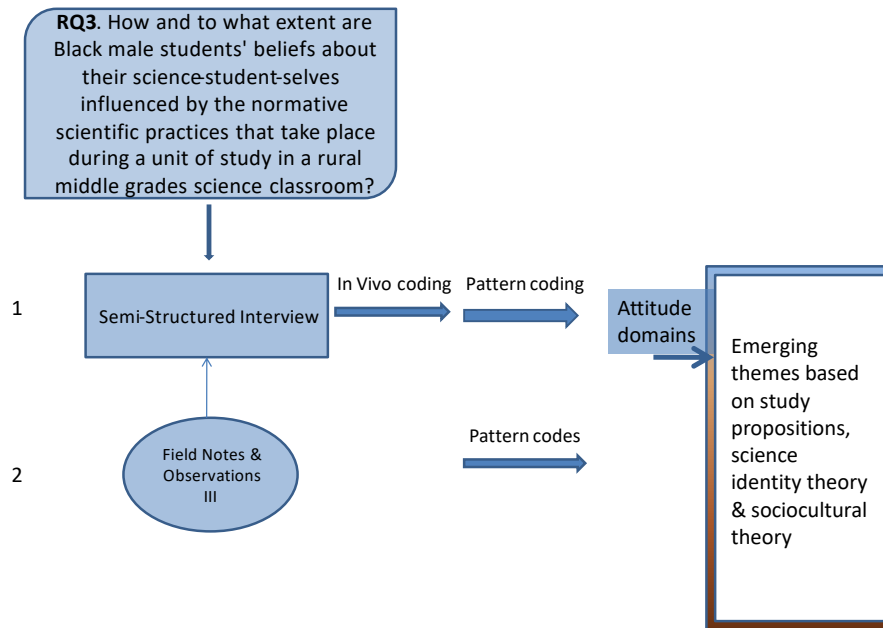 RQ3. How and to what extent are
Black male students' beliefs about
their science-student-selves
influenced by the normative
scientific practices that take place
during a unit of study in a rural
middle grades science classroom?
1
Semi-Structured Interview
In Vivo coding
Pattern coding
Attitude
domains
Emerging
themes based
on study
propositions,
science
identity theory
& sociocultural
theory
2
Field Notes &
Observations
III
Pattern codes